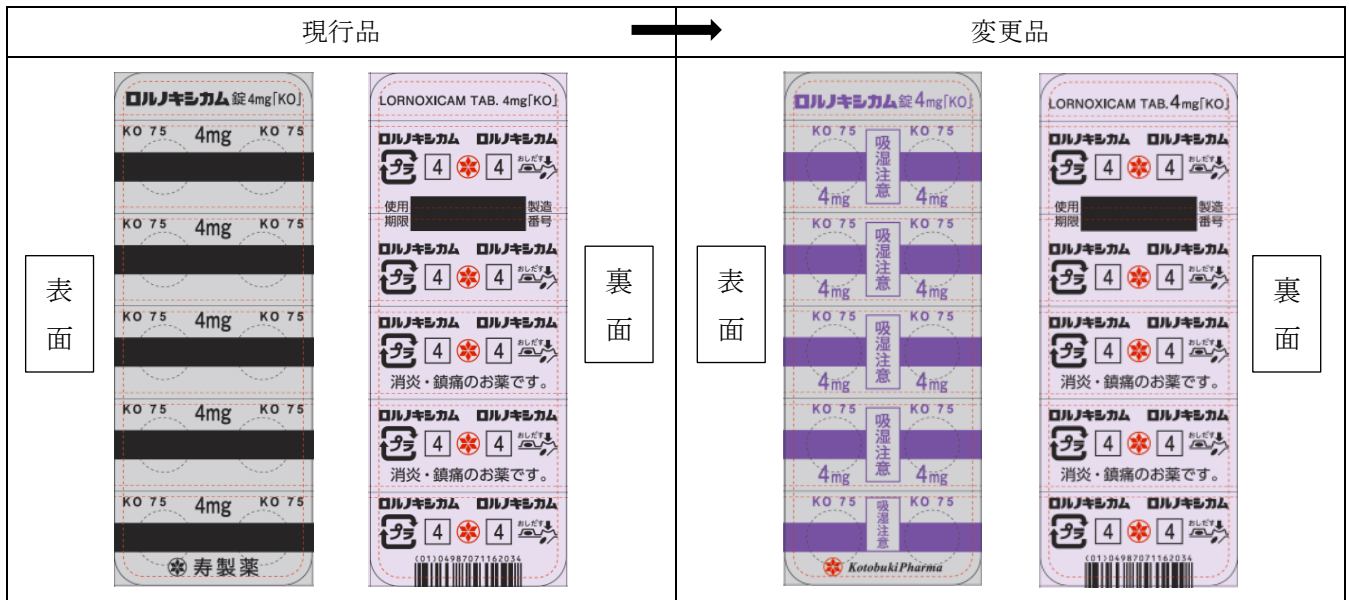 現行品
変更品
表面
ロルノキシカム錠4mg「KO」
KO 75 4mg KO 75
KO 75 4mg KO 75
KO 75 4mg KO 75
KO 75 4mg KO 75
KO 75 4mg KO 75
寿製薬
LORNOXICAM TAB. 4mg「KO」
ロルノキシカム ロルノキシカム
プラ 4 4 おしだす
使用期限 製造番号
ロルノキシカム ロルノキシカム
プラ 4 4 おしだす
ロルノキシカム ロルノキシカム
プラ 4 4 おしだす
消炎・鎮痛のお薬です。
ロルノキシカム ロルノキシカム
プラ 4 4 おしだす
消炎・鎮痛のお薬です。
ロルノキシカム ロルノキシカム
プラ 4 4 おしだす
(01)04987071162034
裏面
表面
ロルノキシカム錠4mg「KO」
KO 75 吸湿注意 KO 75
4mg 4mg
KO 75 吸湿注意 KO 75
4mg 4mg
KO 75 吸湿注意 KO 75
4mg 4mg
KO 75 吸湿注意 KO 75
4mg 4mg
KO 75 吸湿注意 KO 75
KotobukiPharma
LORNOXICAM TAB. 4mg「KO」
ロルノキシカム ロルノキシカム
プラ 4 4 おしだす
使用期限 製造番号
ロルノキシカム ロルノキシカム
プラ 4 4 おしだす
ロルノキシカム ロルノキシカム
プラ 4 4 おしだす
消炎・鎮痛のお薬です。
ロルノキシカム ロルノキシカム
プラ 4 4 おしだす
消炎・鎮痛のお薬です。
ロルノキシカム ロルノキシカム
プラ 4 4 おしだす
(01)04987071162034
裏面